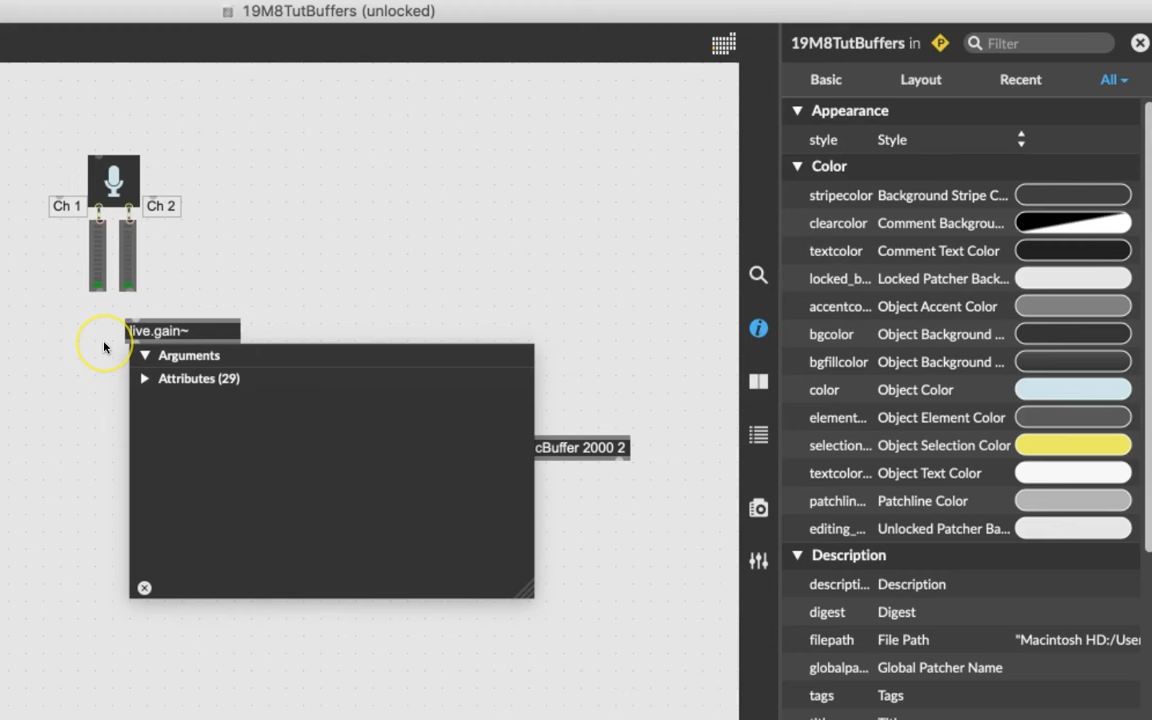 19M8TutBuffers (unlocked)
19M8TutBuffers in P Filter
Basic Layout Recent All
Appearance
style Style
Color
stripecolor Background Stripe C...
clearcolor Comment Backgrou...
textcolor Comment Text Color
locked_b... Locked Patcher Back...
accentco... Object Accent Color
bgcolor Object Background ...
bgfillcolor Object Background ...
color Object Color
element... Object Element Color
selection... Object Selection Color
textcolor... Object Text Color
patchlin... Patchline Color
editing_... Unlocked Patcher Ba...
Description
descripti... Description
digest Digest
filepath File Path "Macintosh HD:/User
globalpa... Global Patcher Name
tags Tags
Ch 1 Ch 2
live.gain~
Arguments
Attributes (29)
cBuffer 2000 2